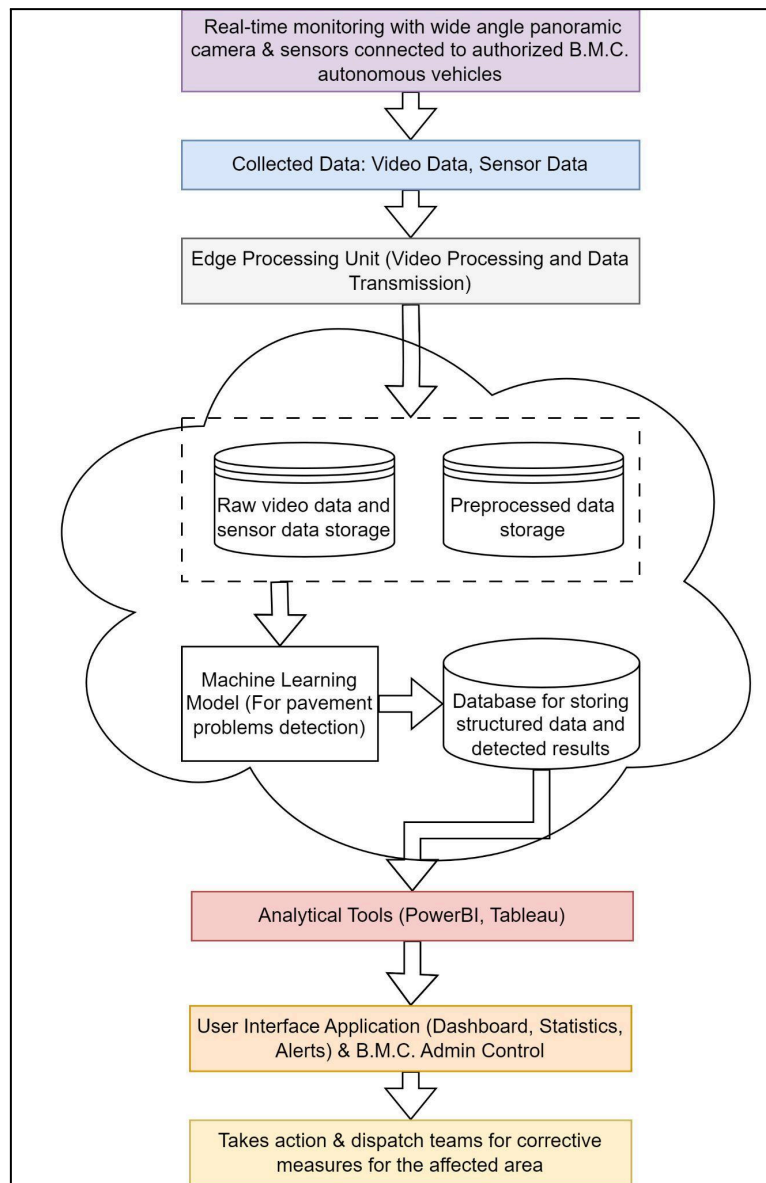 Real-time monitoring with wide angle panoramic
camera & sensors connected to authorized B.M.C.
autonomous vehicles
Collected Data: Video Data, Sensor Data
Edge Processing Unit (Video Processing and Data
Transmission)
Raw video data and
sensor data storage
Preprocessed data
storage
Machine Learning
Model (For pavement
problems detection)
Database for storing
structured data and
detected results
Analytical Tools (PowerBI, Tableau)
User Interface Application (Dashboard, Statistics,
Alerts) & B.M.C. Admin Control
Takes action & dispatch teams for corrective
measures for the affected area